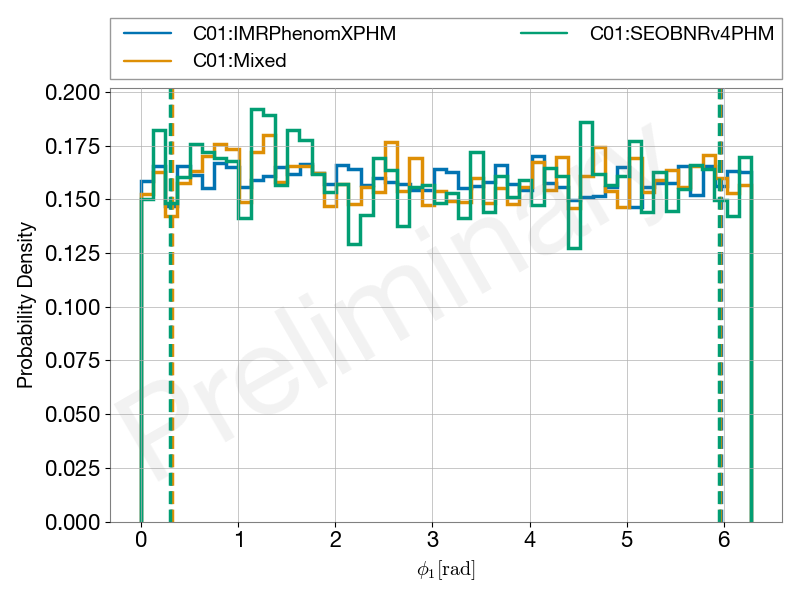 C01:IMRPhenomXPHM
C01:Mixed
C01:SEOBNRv4PHM
0.200
0.175
0.150
0.125
0.100
0.075
0.050
0.025
0.000
Probability Density
Preliminary
0 1 2 3 4 5 6
ϕ₁[rad]